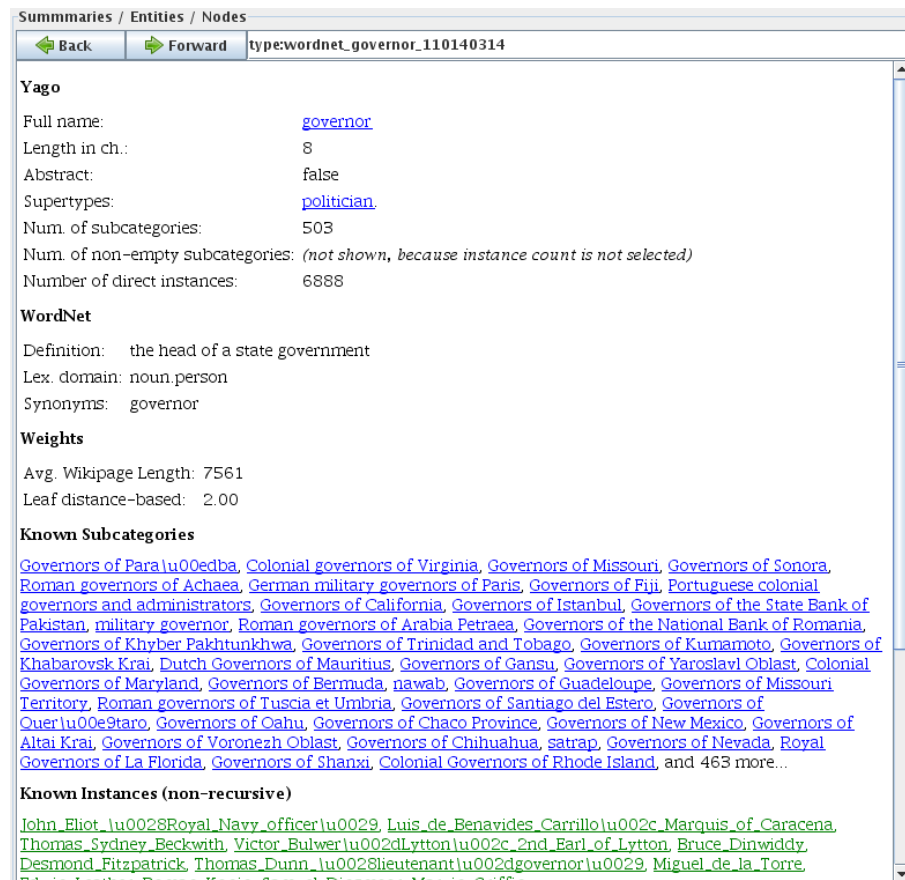 Summmaries / Entities / Nodes
Back Forward type:wordnet_governor_110140314
Yago
Full name: governor
Length in ch.: 8
Abstract: false
Supertypes: politician.
Num. of subcategories: 503
Num. of non-empty subcategories: (not shown, because instance count is not selected)
Number of direct instances: 6888
WordNet
Definition: the head of a state government
Lex. domain: noun.person
Synonyms: governor
Weights
Avg. Wikipage Length: 7561
Leaf distance-based: 2.00
Known Subcategories
Governors of Para\u00edba, Colonial governors of Virginia, Governors of Missouri, Governors of Sonora,
Roman governors of Achaea, German military governors of Paris, Governors of Fiji, Portuguese colonial
governors and administrators, Governors of California, Governors of Istanbul, Governors of the State Bank of
Pakistan, military governor, Roman governors of Arabia Petraea, Governors of the National Bank of Romania,
Governors of Khyber Pakhtunkhwa, Governors of Trinidad and Tobago, Governors of Kumamoto, Governors of
Khabarovsk Krai, Dutch Governors of Mauritius, Governors of Gansu, Governors of Yaroslavl Oblast, Colonial
Governors of Maryland, Governors of Bermuda, nawab, Governors of Guadeloupe, Governors of Missouri
Territory, Roman governors of Tuscia et Umbria, Governors of Santiago del Estero, Governors of
Quer\u00e9taro, Governors of Oahu, Governors of Chaco Province, Governors of New Mexico, Governors of
Altai Krai, Governors of Voronezh Oblast, Governors of Chihuahua, satrap, Governors of Nevada, Royal
Governors of La Florida, Governors of Shanxi, Colonial Governors of Rhode Island, and 463 more...
Known Instances (non-recursive)
John_Eliot_\u0028Royal_Navy_officer\u0029, Luis_de_Benavides_Carrillo\u002c_Marquis_of_Caracena,
Thomas_Sydney_Beckwith, Victor_Bulwer\u002dLytton\u002c_2nd_Earl_of_Lytton, Bruce_Dinwiddy,
Desmond_Fitzpatrick, Thomas_Dunn_\u0028lieutenant\u002dgovernor\u0029, Miguel_de_la_Torre,